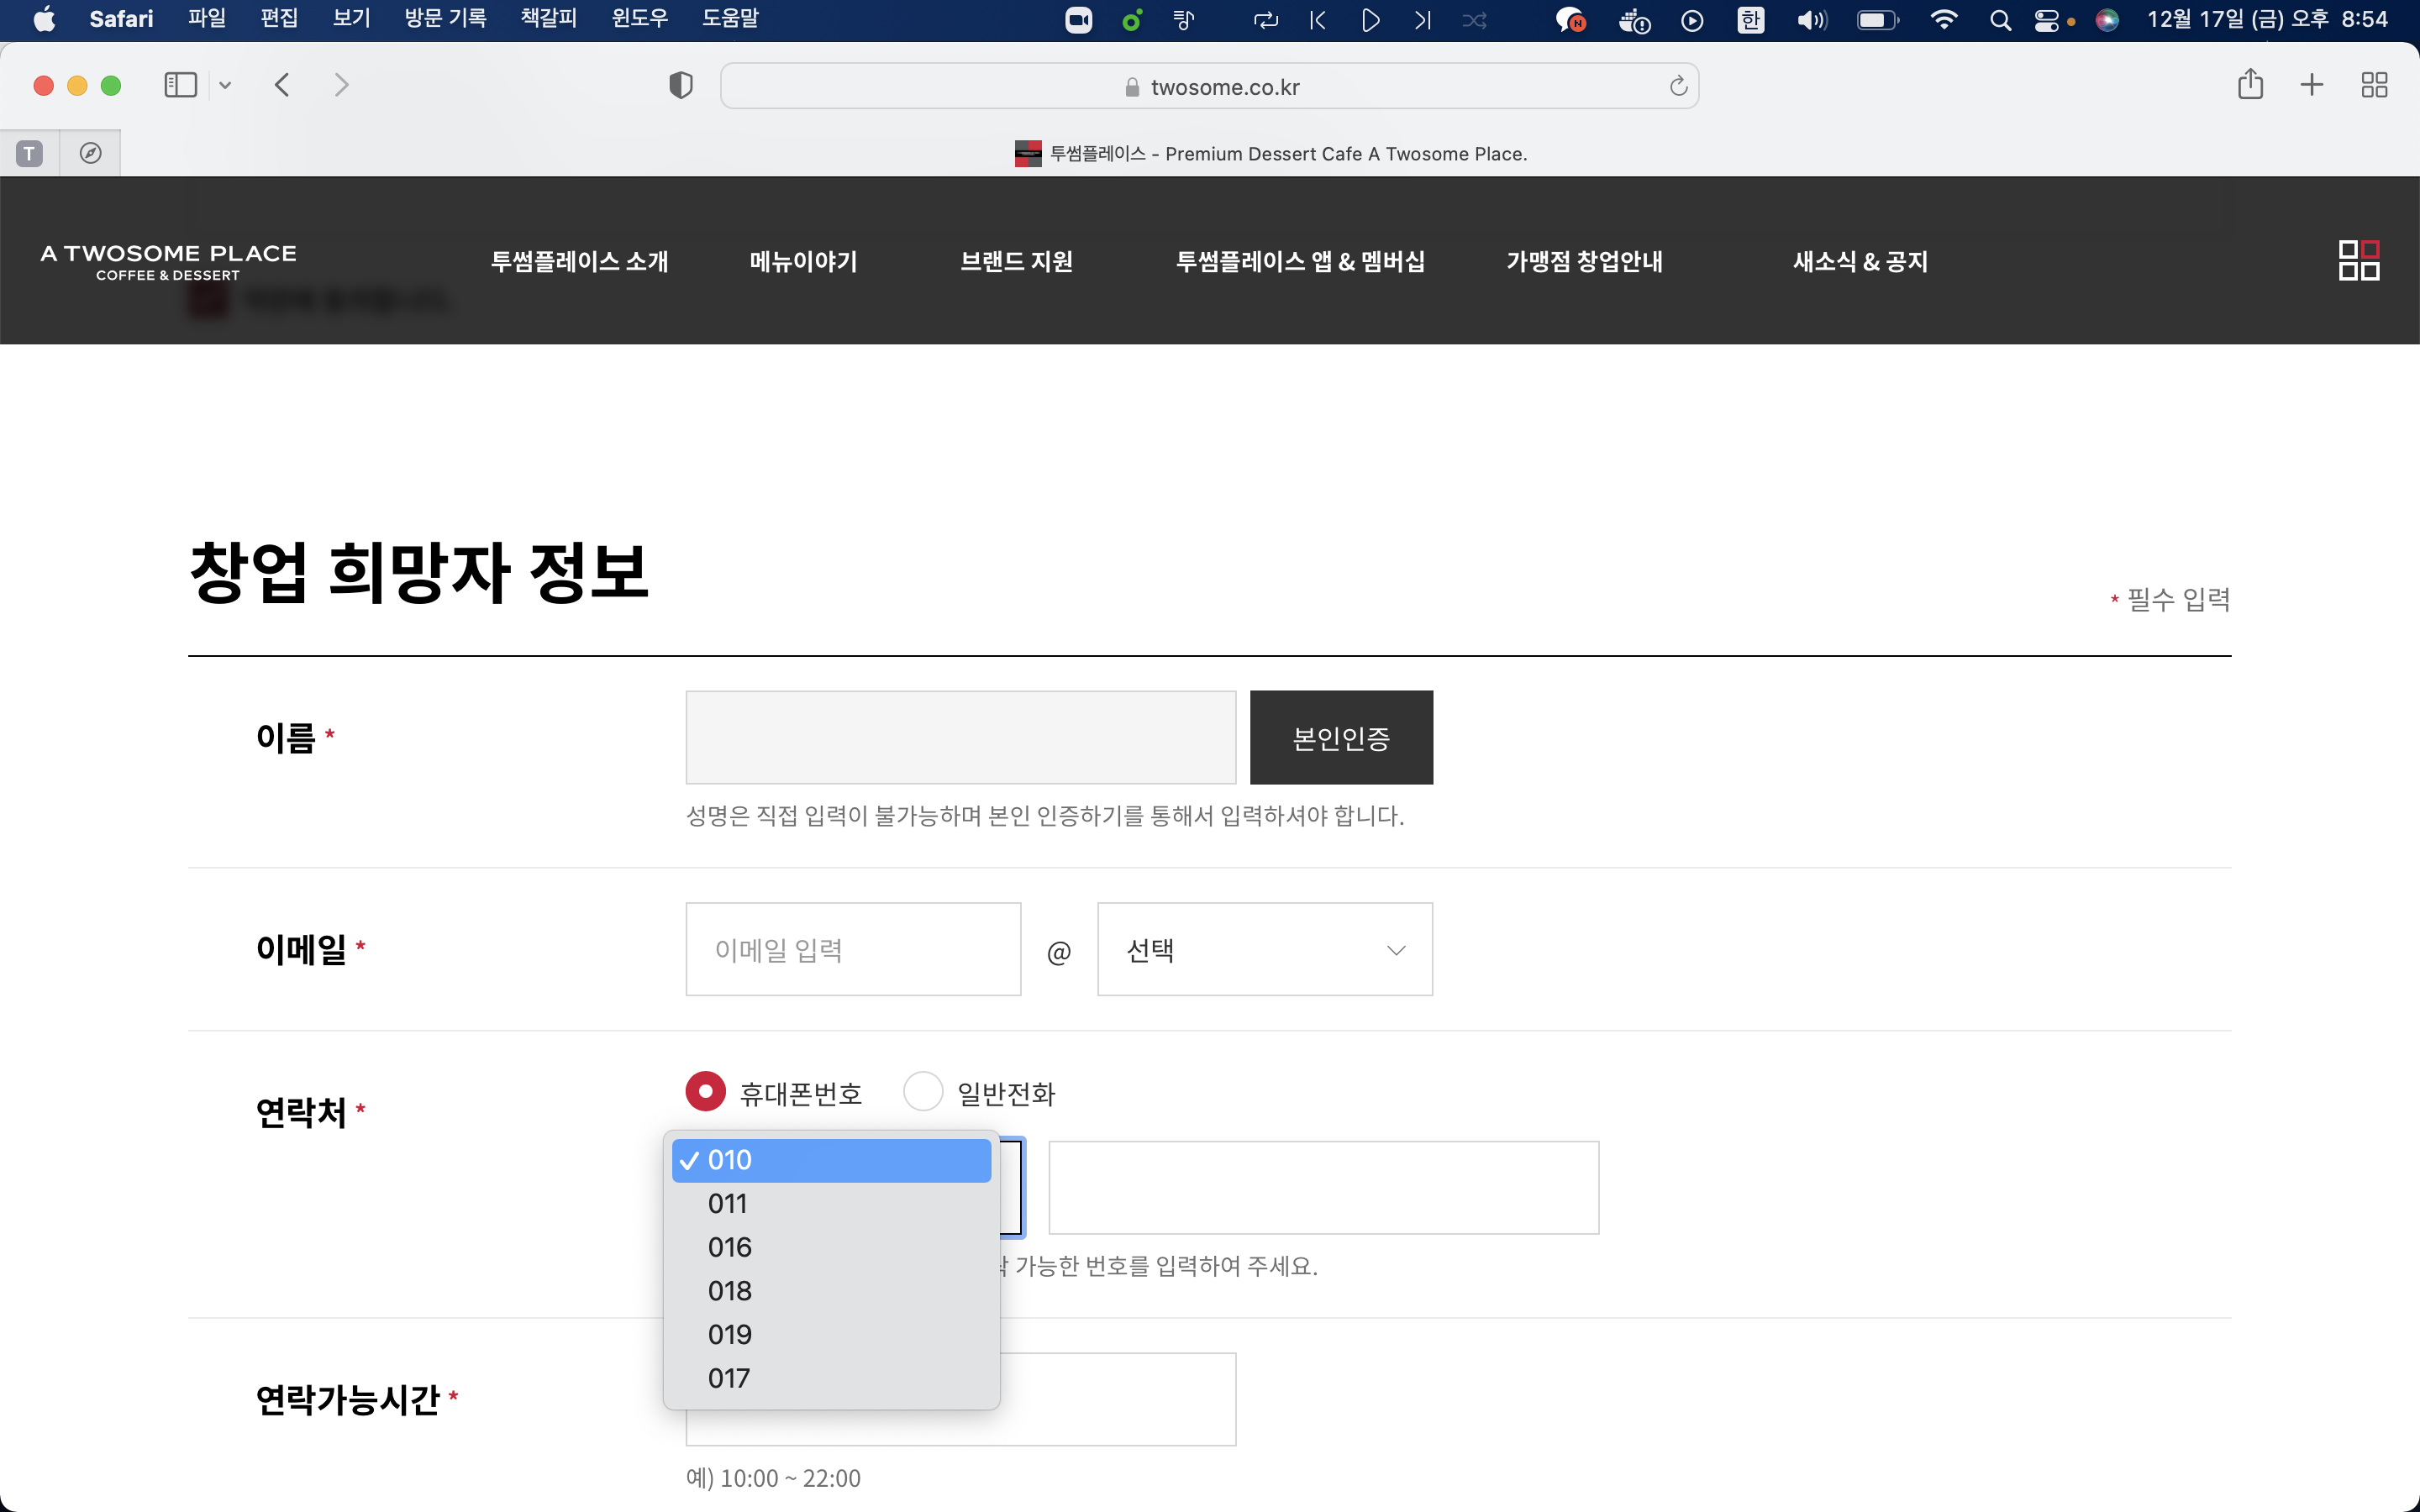 Safari 파일 편집 보기 방문 기록 책갈피 윈도우 도움말 한 12월 17일 (금) 오후 8:54
twosome.co.kr
T 투썸플레이스 - Premium Dessert Cafe A Twosome Place.
A TWOSOME PLACE
COFFEE & DESSERT
투썸플레이스 소개 메뉴이야기 브랜드 지원 투썸플레이스 앱 & 멤버십 가맹점 창업안내 새소식 & 공지
창업 희망자 정보
* 필수 입력
이름 *
본인인증
성명은 직접 입력이 불가능하며 본인 인증하기를 통해서 입력하셔야 합니다.
이메일 *
이메일 입력 @ 선택
연락처 *
휴대폰번호 일반전화
✓ 010
011
016
018
019
017
가능한 번호를 입력하여 주세요.
연락가능시간 *
예) 10:00 ~ 22:00